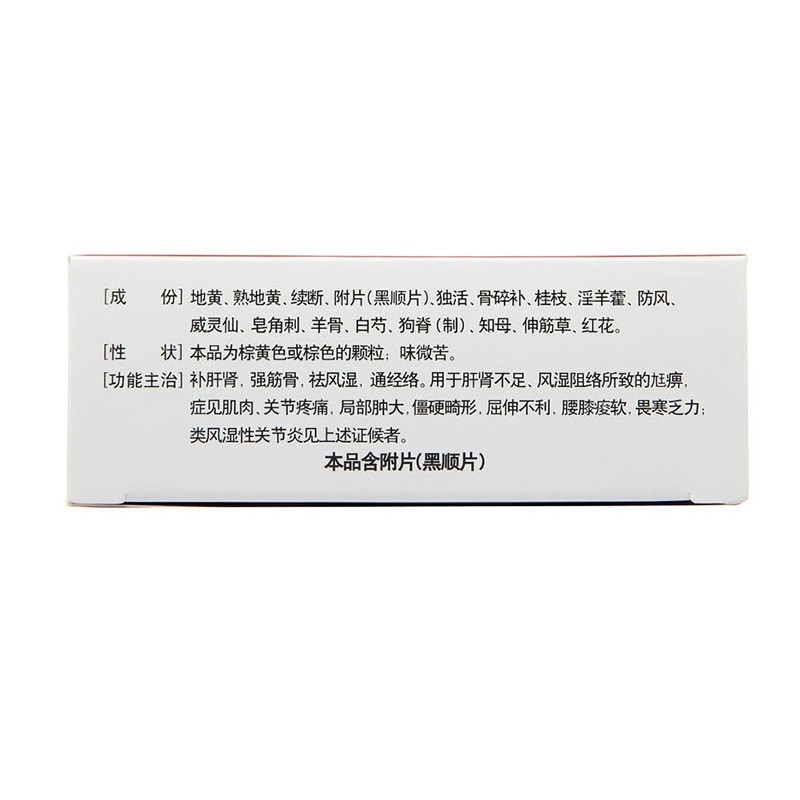 [成　份] 地黄、熟地黄、续断、附片(黑顺片)、独活、骨碎补、桂枝、淫羊藿、防风、
威灵仙、皂角刺、羊骨、白芍、狗脊(制)、知母、伸筋草、红花。
[性　状] 本品为棕黄色或棕色的颗粒；味微苦。
[功能主治] 补肝肾，强筋骨，祛风湿，通经络。用于肝肾不足、风湿阻络所致的尪痹，
症见肌肉、关节疼痛，局部肿大，僵硬畸形，屈伸不利，腰膝痠软，畏寒乏力；
类风湿性关节炎见上述证候者。
本品含附片(黑顺片)